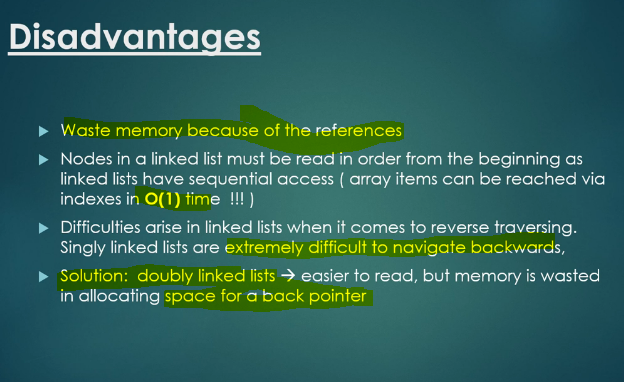 Disadvantages
Waste memory because of the references
Nodes in a linked list must be read in order from the beginning as
linked lists have sequential access ( array items can be reached via
indexes in O(1) time !!! )
Difficulties arise in linked lists when it comes to reverse traversing.
Singly linked lists are extremely difficult to navigate backwards,
Solution: doubly linked lists → easier to read, but memory is wasted
in allocating space for a back pointer